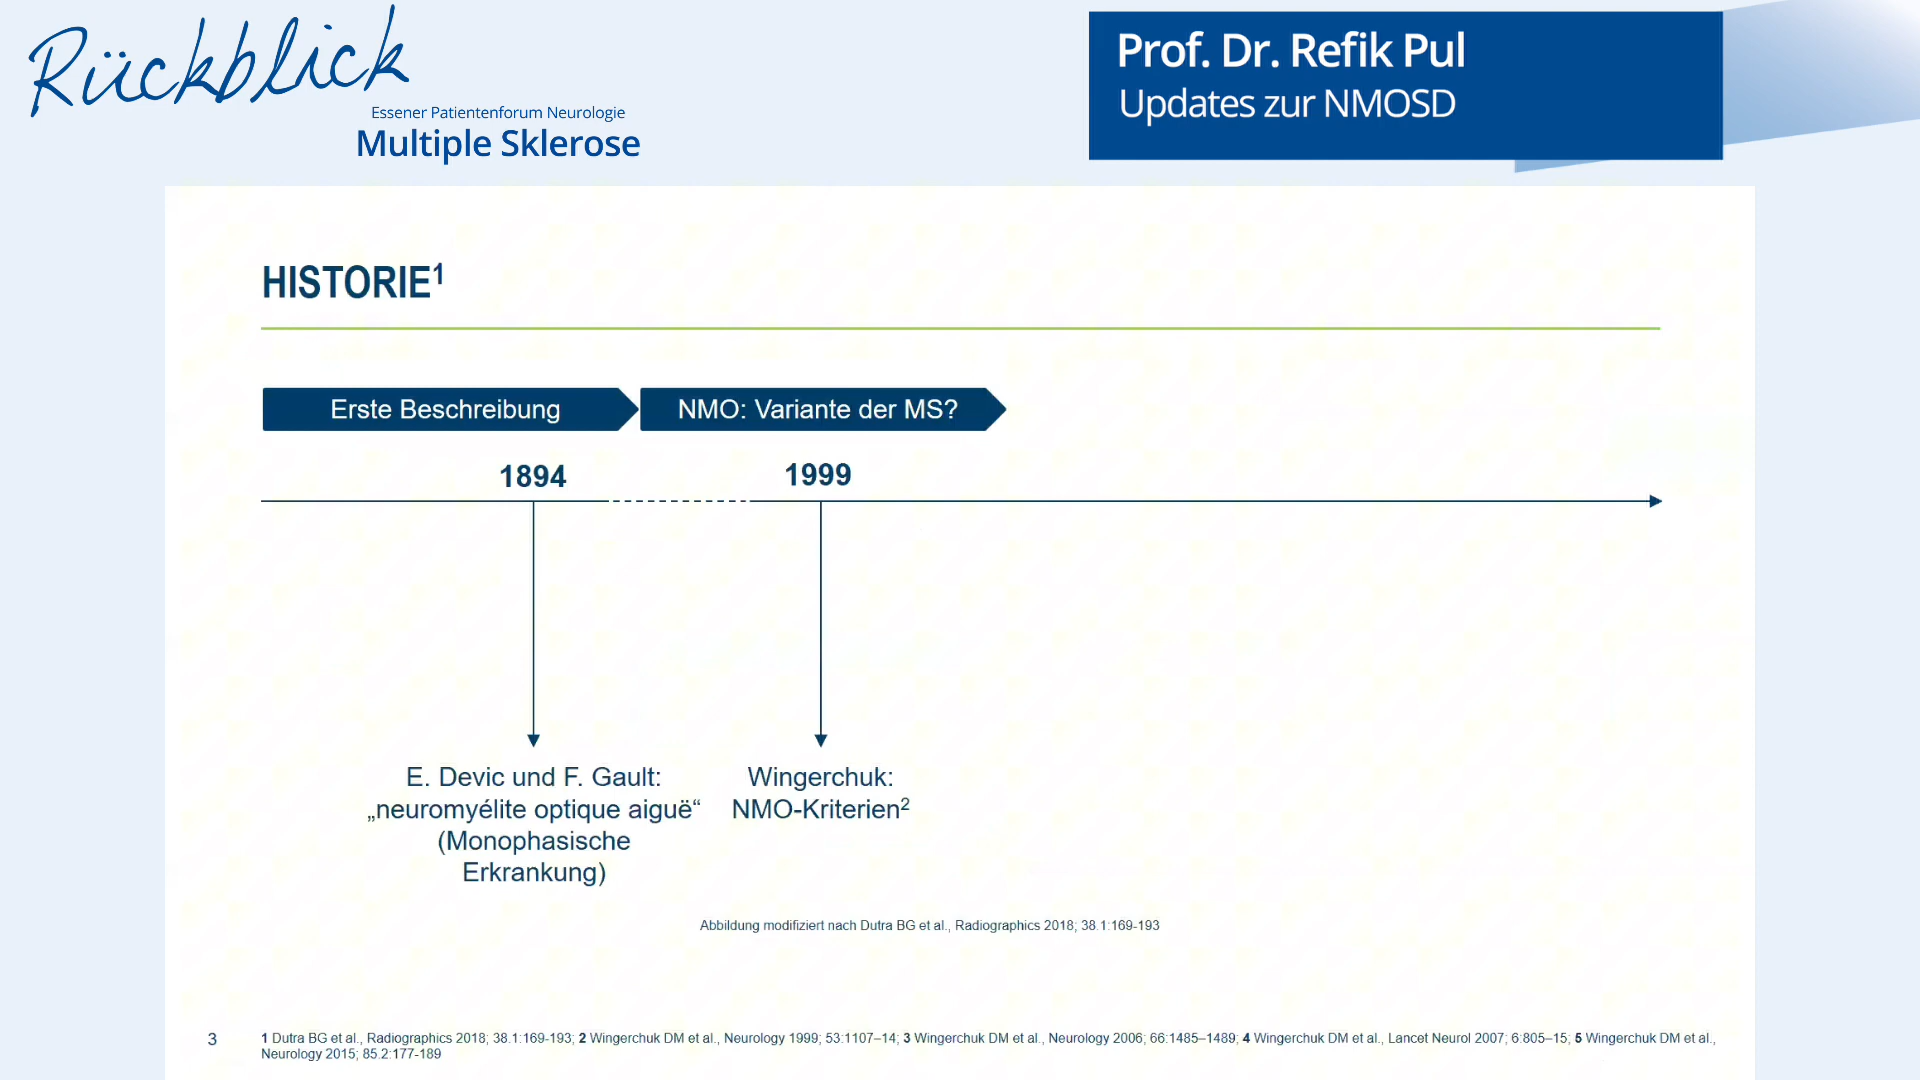 Rückblick
Essener Patientenforum Neurologie
Multiple Sklerose
Prof. Dr. Refik Pul
Updates zur NMOSD
HISTORIE¹
Erste Beschreibung
NMO: Variante der MS?
1894
1999
E. Devic und F. Gault:
„neuromyélite optique aiguë“
(Monophasische
Erkrankung)
Wingerchuk:
NMO-Kriterien²
Abbildung modifiziert nach Dutra BG et al., Radiographics 2018; 38.1:169-193
3
1 Dutra BG et al., Radiographics 2018; 38.1:169-193; 2 Wingerchuk DM et al., Neurology 1999; 53:1107–14; 3 Wingerchuk DM et al., Neurology 2006; 66:1485–1489; 4 Wingerchuk DM et al., Lancet Neurol 2007; 6:805–15; 5 Wingerchuk DM et al.,
Neurology 2015; 85.2:177-189